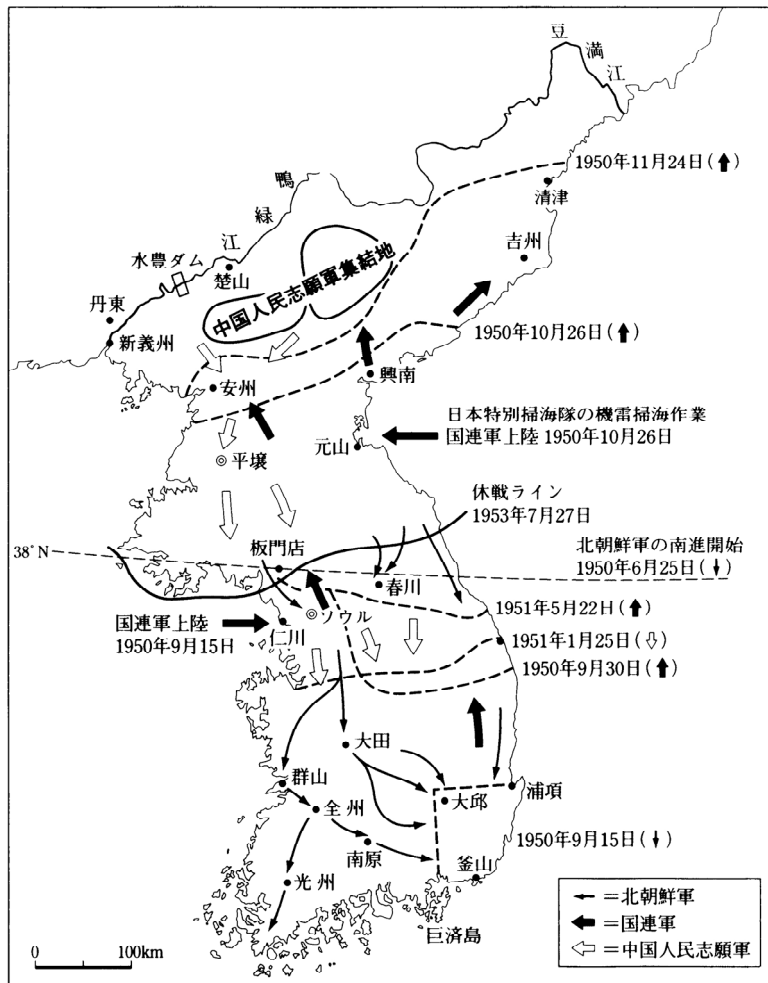 豆満江
1950年11月24日(⬆)
清津
鴨緑江
吉州
水豊ダム
楚山
中国人民志願軍集結地
丹東
新義州
1950年10月26日(⬆)
興南
安州
日本特別掃海隊の機雷掃海作業
国連軍上陸 1950年10月26日
元山
平壌
休戦ライン
1953年7月27日
38°N
板門店
北朝鮮軍の南進開始
1950年6月25日(↓)
春川
1951年5月22日(⬆)
国連軍上陸
1950年9月15日
ソウル
仁川
1951年1月25日(⇩)
1950年9月30日(⬆)
大田
群山
大邱
浦項
全州
南原
1950年9月15日(↓)
光州
釜山
巨済島
←=北朝鮮軍
⬅=国連軍
⇦=中国人民志願軍
0 100km